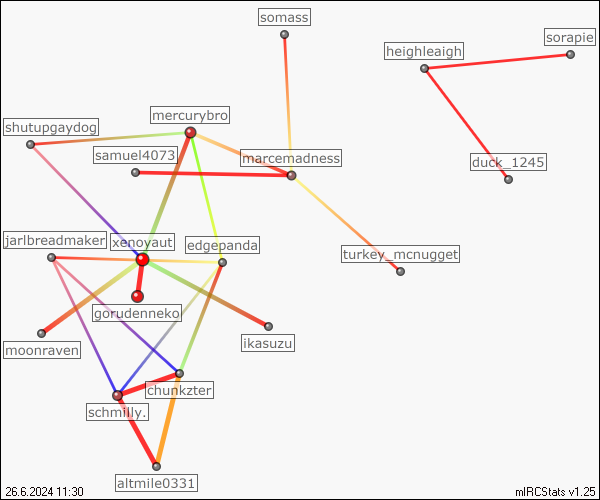 somass
sorapie
heighleaigh
mercurybro
shutupgaydog
samuel4073
marcemadness
duck_1245
jarlbreadmaker
xenoyaut
edgepanda
turkey_mcnugget
gorudenneko
moonraven
ikasuzu
chunkzter
schmilly.
altmile0331
26.6.2024 11:30
mIRCStats v1.25